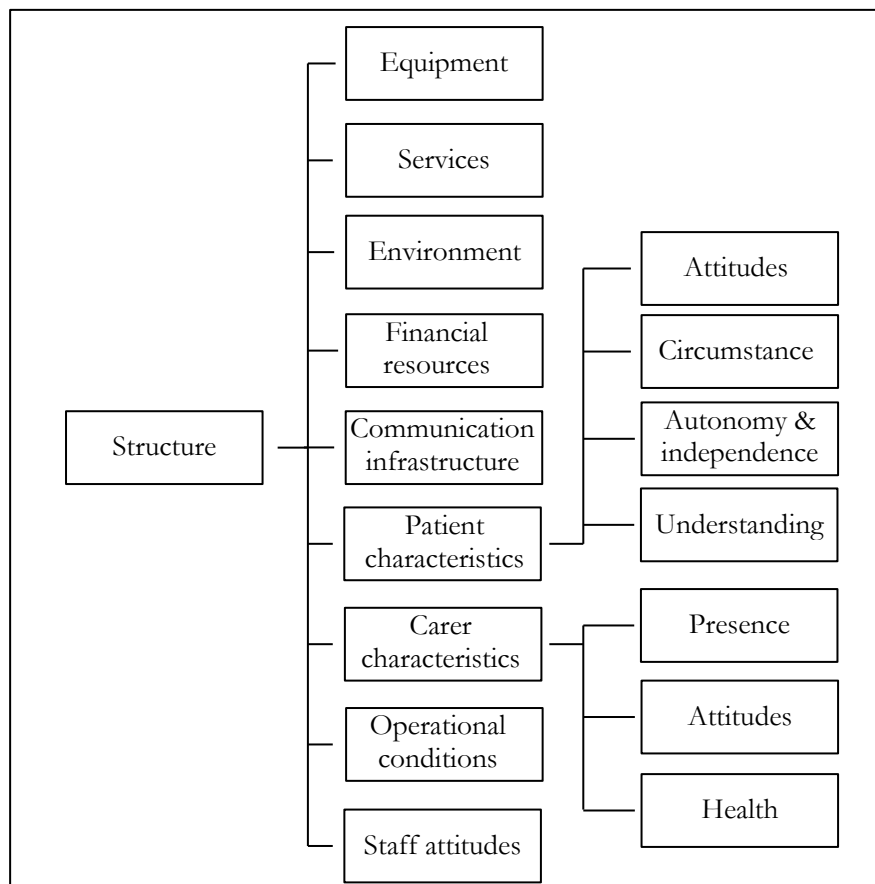 Structure
Equipment
Services
Environment
Financial
resources
Communication
infrastructure
Patient
characteristics
Carer
characteristics
Operational
conditions
Staff attitudes
Attitudes
Circumstance
Autonomy &
independence
Understanding
Presence
Attitudes
Health